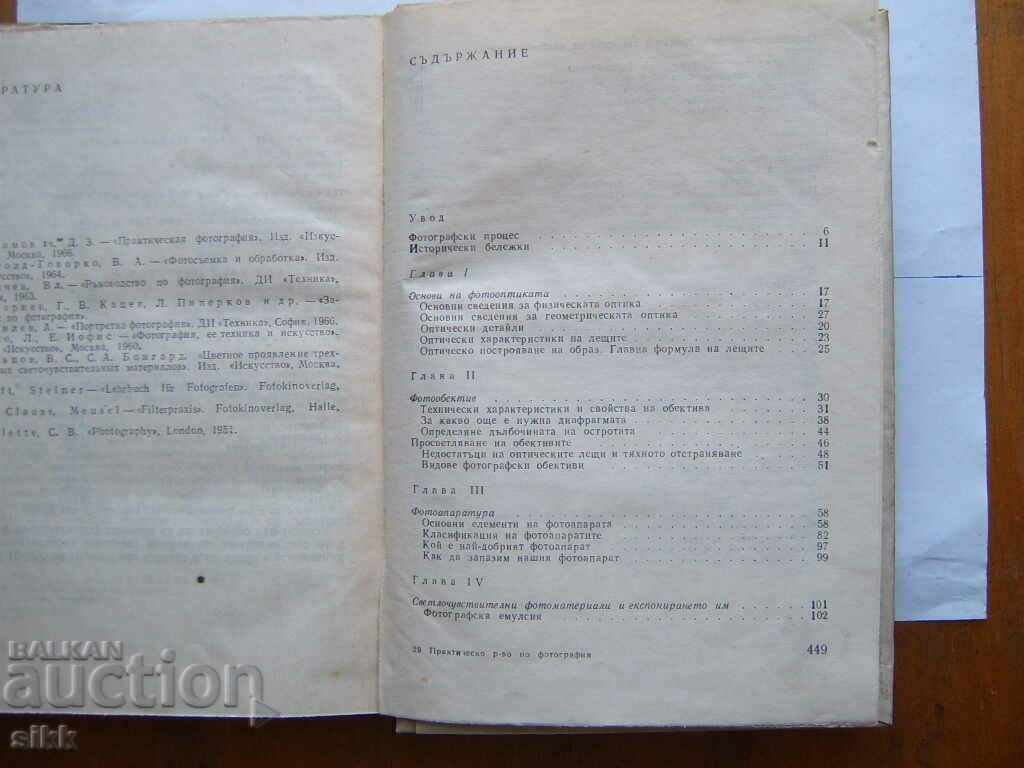 РАТУРА
Д. З. — «Практическая фотография», Изд. «Искус-
Москва, 1966.
В. А. — «Фотосъемка и обработка», Изд.
1964.
Вл. — «Ръководство по фотография», ДИ «Техника»,
1963.
Г. В. Кацев, Л. Пиперков и др. — «За-
по фотография».
А. — «Портретна фотография», ДИ «Техника», София, 1966.
Л., Е. Иофис — «Фотография, ее техника и искусство»,
«Искусство», Москва, 1960.
В. С., С. А. Бонгард. «Цветное проявление трех-
светочувствительных материалов». Изд. «Искусство», Москва,
Steiner — «Lehrbuch für Fotografen». Fotokinoverlag,
Clauss, Meusel — «Filterpraxis». Fotokinoverlag, Halle,
C. B. «Photography», London, 1951.
СЪДЪРЖАНИЕ
Увод
Фотографски процес 6
Исторически бележки 11
Глава I
Основи на фотооптиката 17
Основни сведения за физическата оптика 17
Основни сведения за геометрическата оптика 27
Оптически детайли 20
Оптически характеристики на лещите 23
Оптическо построяване на образ. Главна формула на лещите 25
Глава II
Фотообектив 30
Технически характеристики и свойства на обектива 31
За какво още е нужна диафрагмата 38
Определяне дълбочината на остротата 44
Просветляване на обективите 46
Недостатъци на оптическите лещи и тяхното отстраняване 48
Видове фотографски обективи 51
Глава III
Фотоапаратура 58
Основни елементи на фотоапарата 58
Класификация на фотоапаратите 82
Кой е най-добрият фотоапарат 97
Как да запазим нашия фотоапарат 99
Глава IV
Светлочувствителни фотоматериали и експонирането им 101
Фотографска емулсия 102
29 Практическо р-во по фотография 449
BALKAN
auction
sikk